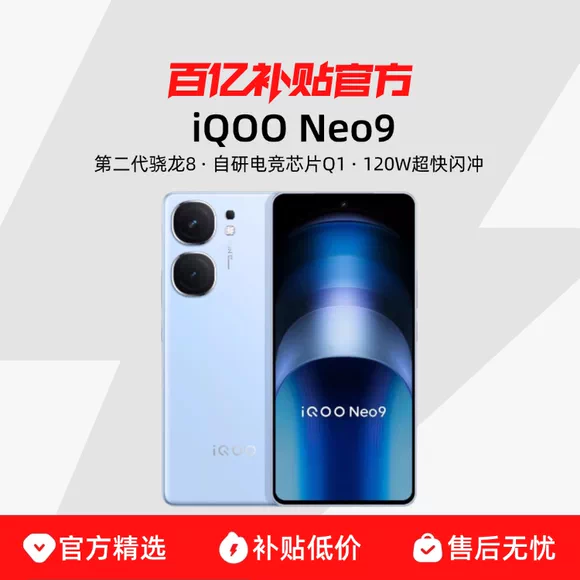 百亿补贴官方
iQOO Neo9
第二代骁龙8 · 自研电竞芯片Q1 · 120W超快闪冲
iQOO Neo9
iQOO
官方精选
补贴低价
售后无忧